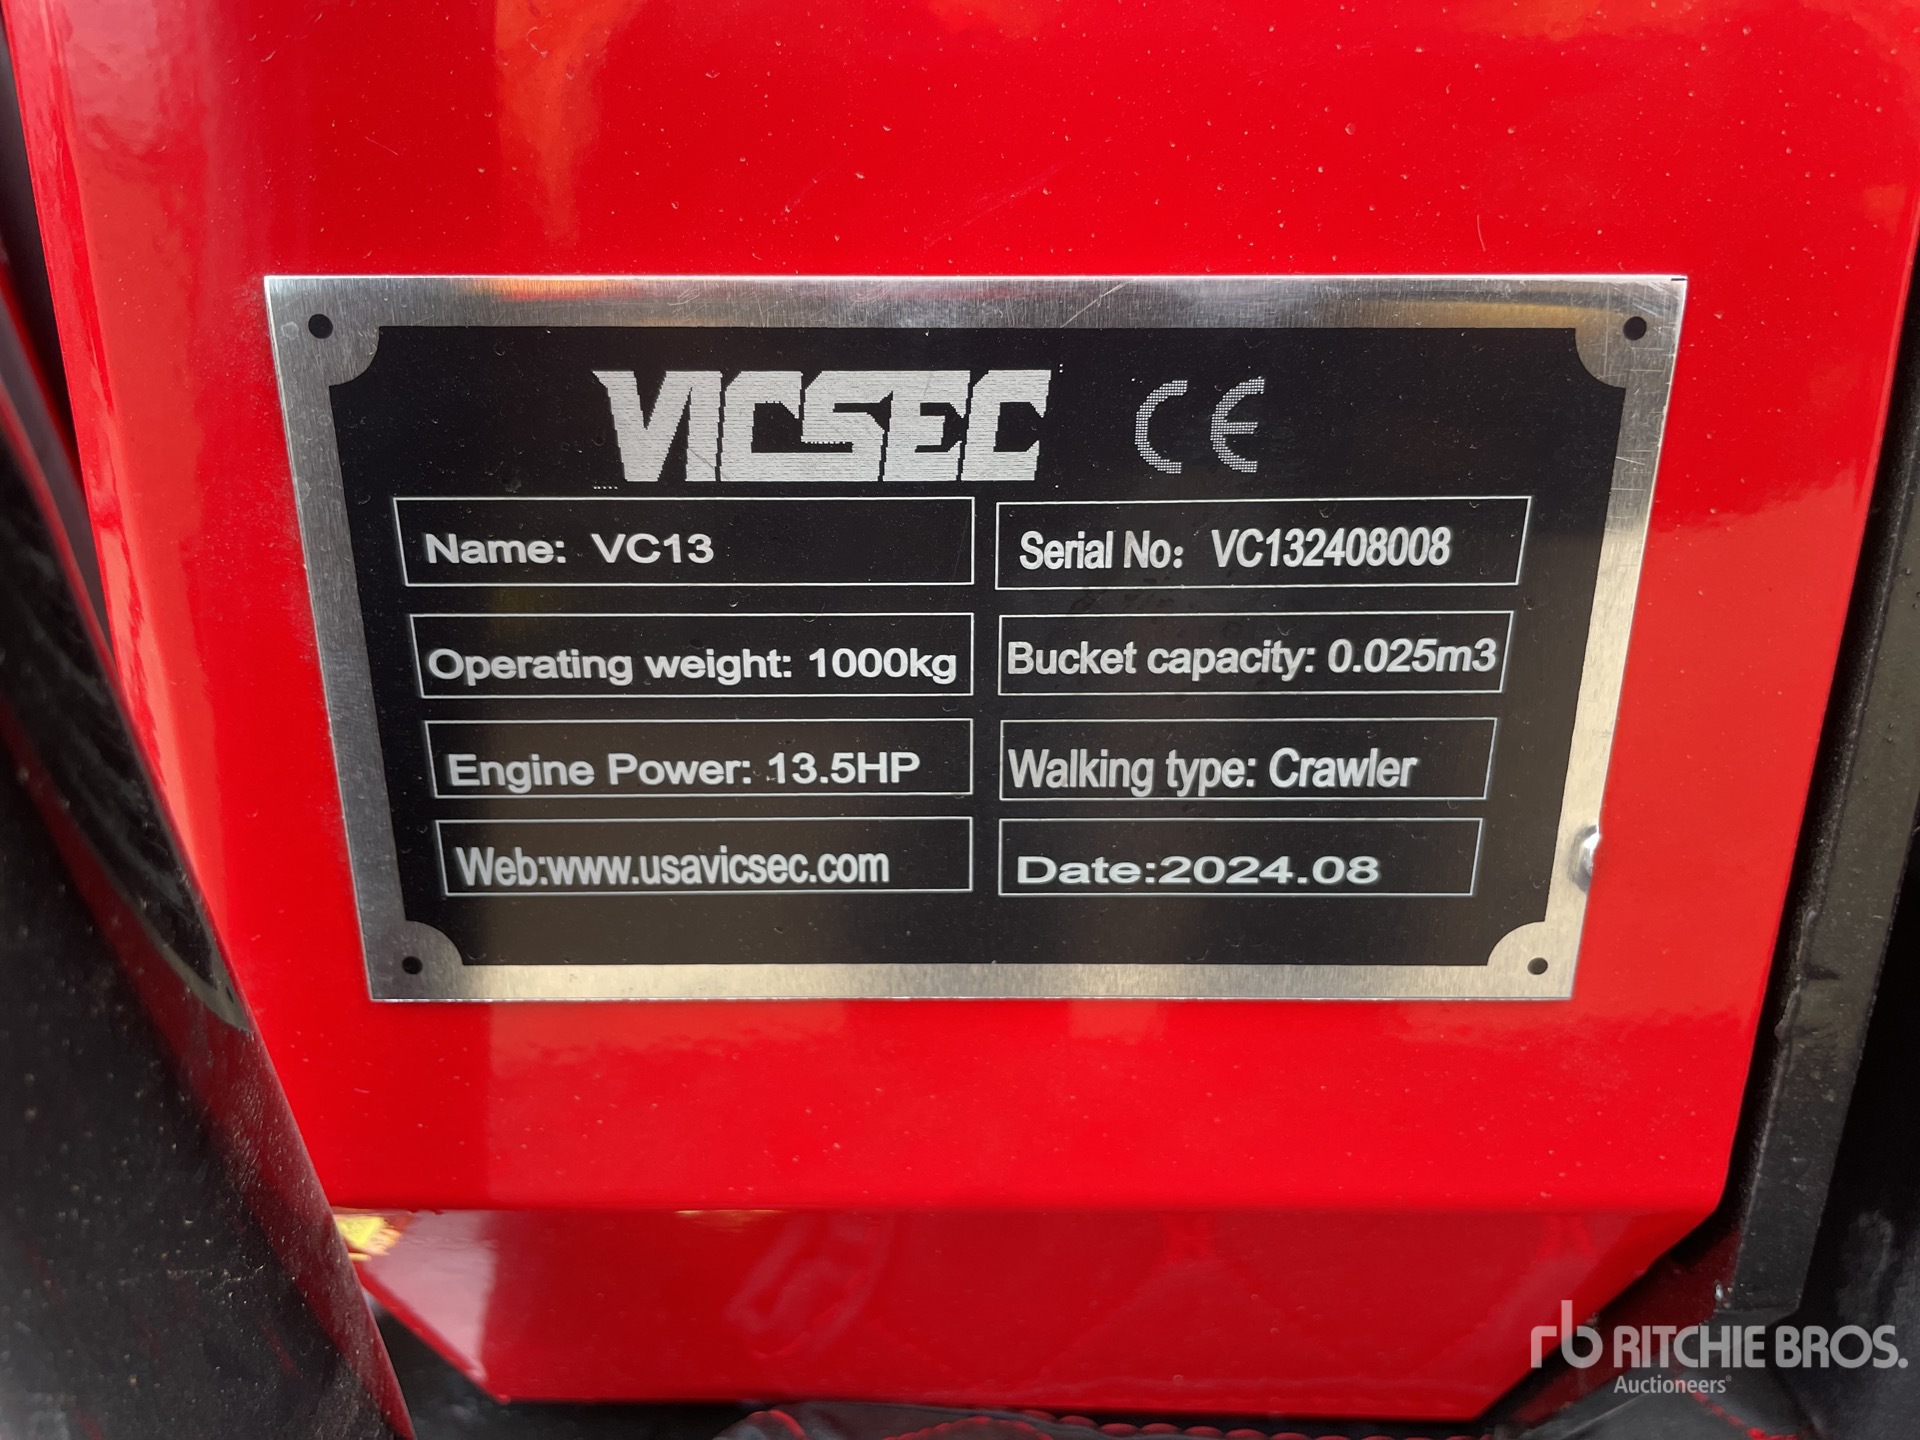 VICSEC CE
Name: VC13
Serial No: VC132408008
Operating weight: 1000kg
Bucket capacity: 0.025m3
Engine Power: 13.5HP
Walking type: Crawler
Web:www.usavicsec.com
Date:2024.08
rb RITCHIE BROS.
Auctioneers®